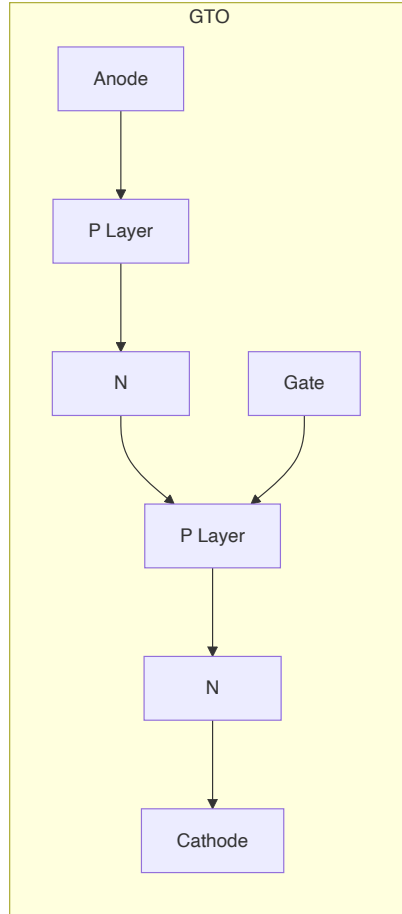 GTO
Anode
P Layer
N
Gate
P Layer
N
Cathode